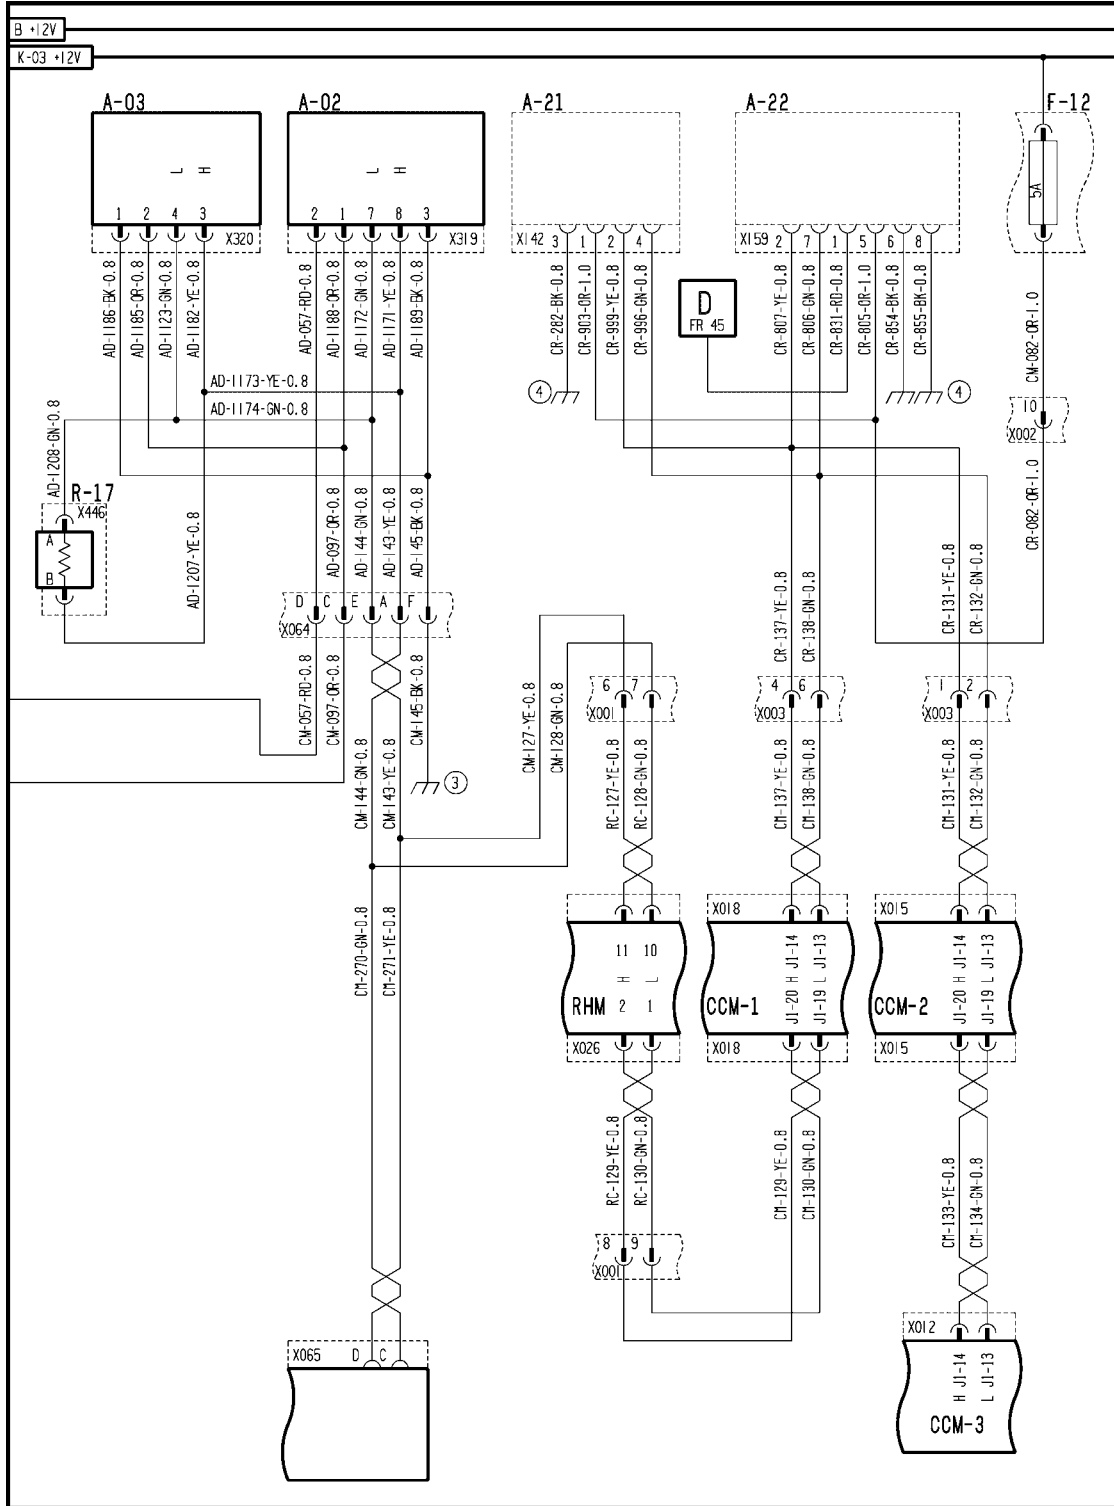 B +12V
K-03 +12V
A-03
A-02
A-21
A-22
F-12
L H
L H
5A
1 2 4 3
X320
2 1 7 8 3
X319
X142 3 1 2 4
X159 2 7 1 5 6 8
AD-1186-BK-0.8
AD-1185-OR-0.8
AD-1123-GN-0.8
AD-1182-YE-0.8
AD-057-RD-0.8
AD-1188-OR-0.8
AD-1172-GN-0.8
AD-1171-YE-0.8
AD-1189-BK-0.8
CR-282-BK-0.8
CR-903-OR-1.0
CR-999-YE-0.8
CR-996-GN-0.8
D
FR 45
CR-807-YE-0.8
CR-806-GN-0.8
CR-831-RD-0.8
CR-805-OR-1.0
CR-854-BK-0.8
CR-855-BK-0.8
CM-082-OR-1.0
AD-1173-YE-0.8
4
4
AD-1174-GN-0.8
10
X002
AD-1208-GN-0.8
R-17
X446
A
B
AD-1207-YE-0.8
AD-097-OR-0.8
AD-144-GN-0.8
AD-143-YE-0.8
AD-145-BK-0.8
CR-082-OR-1.0
CR-137-YE-0.8
CR-138-GN-0.8
CR-131-YE-0.8
CR-132-GN-0.8
D C E A F
X064
CM-057-RD-0.8
CM-097-OR-0.8
CM-144-GN-0.8
CM-143-YE-0.8
CM-145-BK-0.8
3
CM-127-YE-0.8
CM-128-GN-0.8
6 7
X001
4 6
X003
1 2
X003
RC-127-YE-0.8
RC-128-GN-0.8
CM-137-YE-0.8
CM-138-GN-0.8
CM-131-YE-0.8
CM-132-GN-0.8
X018
X015
CM-270-GN-0.8
CM-271-YE-0.8
11 10
H L
RHM 2 1
CCM-1
J1-20 H J1-14
J1-19 L J1-13
CCM-2
J1-20 H J1-14
J1-19 L J1-13
X026
X018
X015
RC-129-YE-0.8
RC-130-GN-0.8
CM-129-YE-0.8
CM-130-GN-0.8
CM-133-YE-0.8
CM-134-GN-0.8
8 9
X001
X012
X065 D C
H J1-14
L J1-13
CCM-3